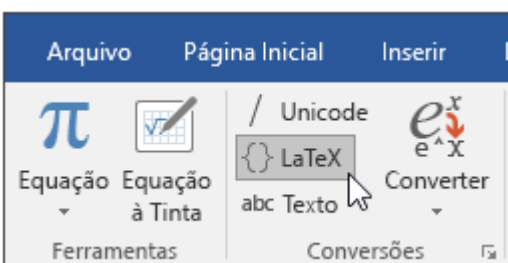 Arquivo Página Inicial Inserir
π √ e^x
Equação Equação à Tinta / Unicode {} LaTeX abc Texto e^x Converter
Ferramentas Conversões